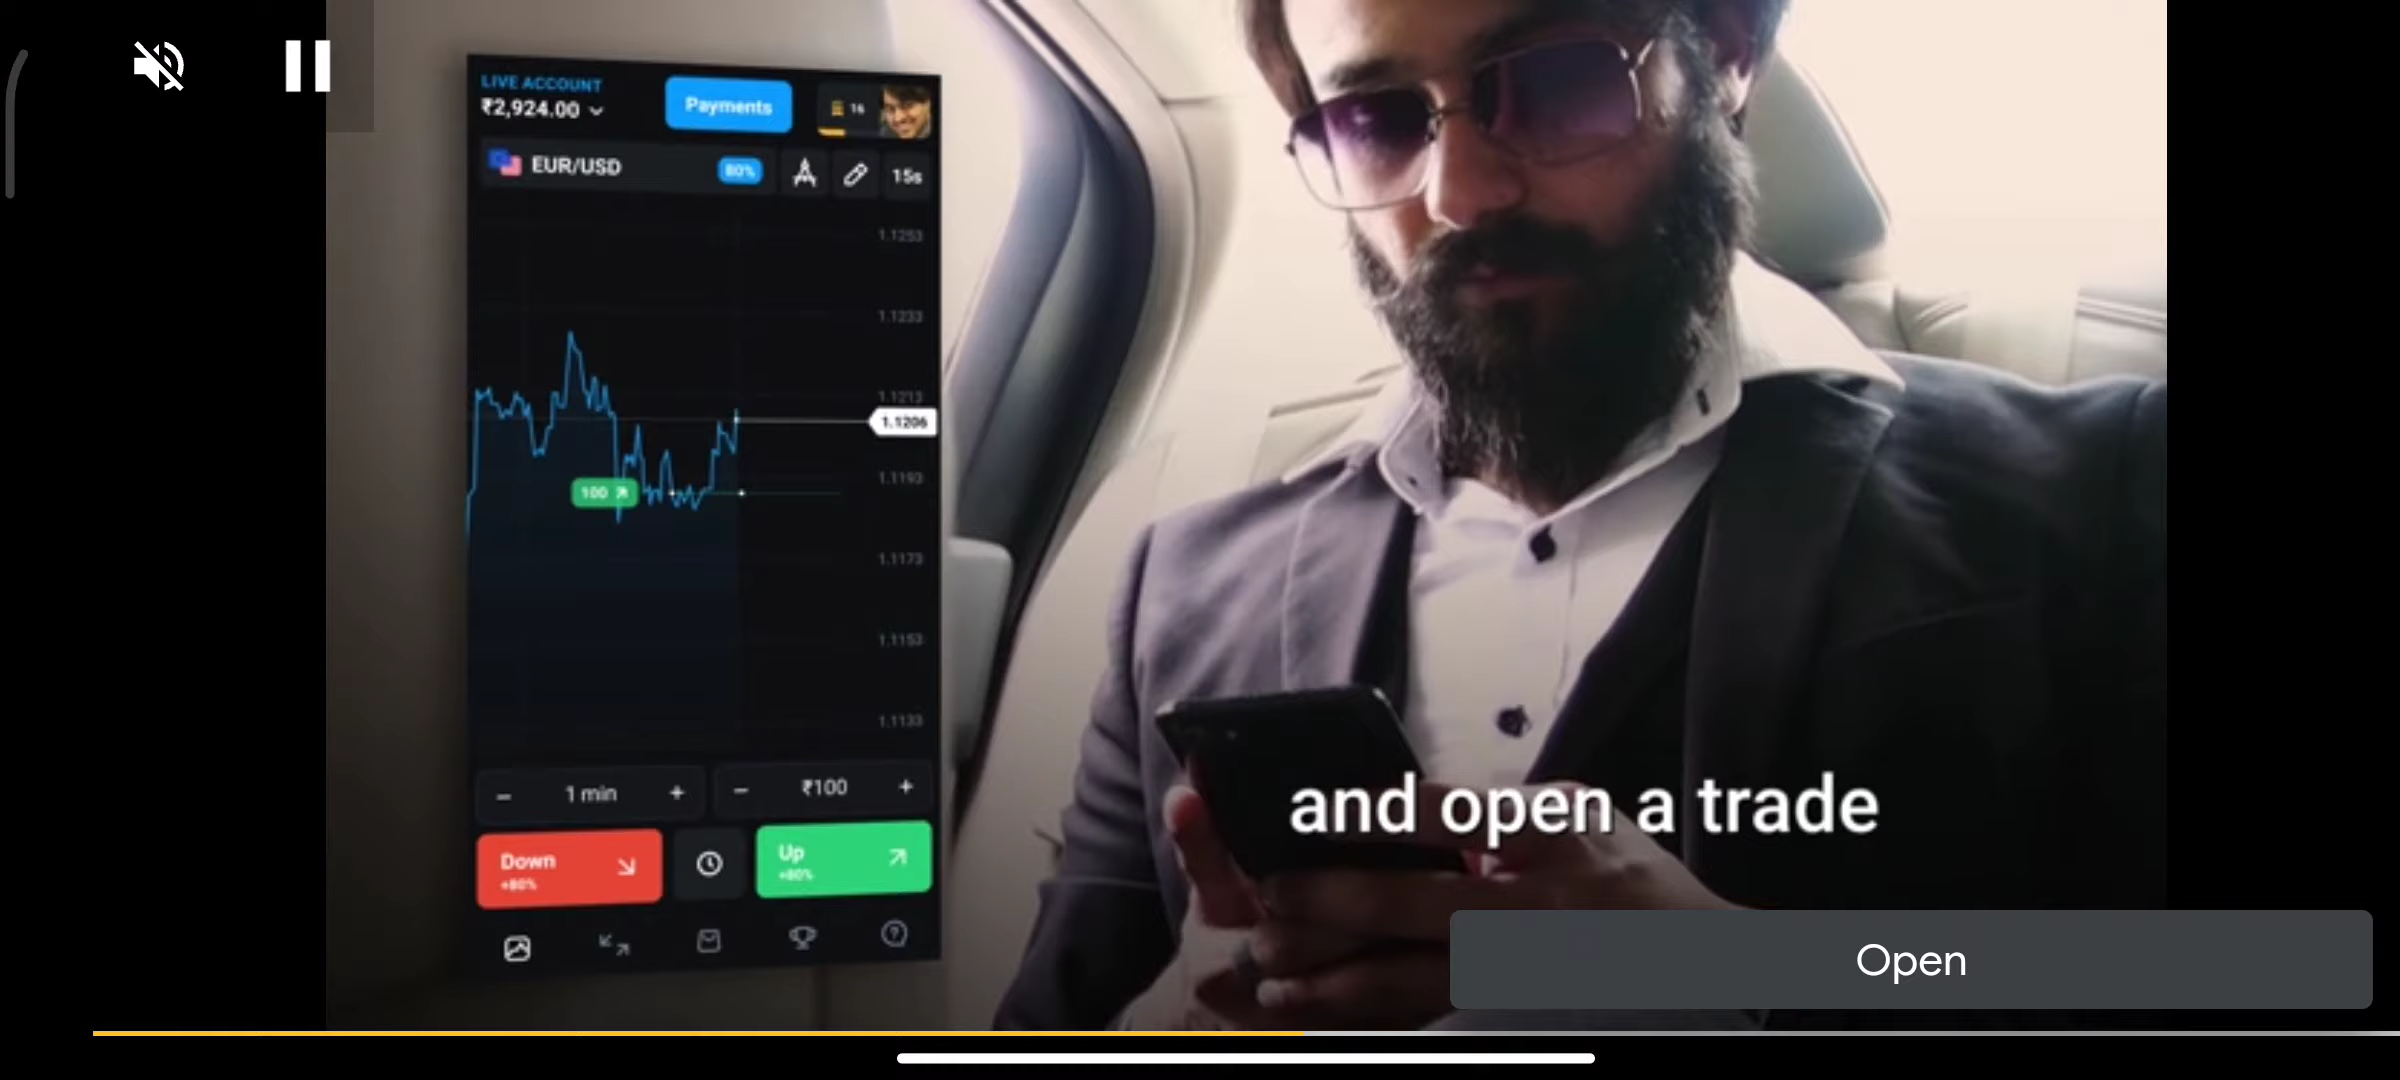 LIVE ACCOUNT
₹2,924.00
Payments
16
EUR/USD
80%
15s
1.1253
1.1233
1.1213
1.1206
1.1193
100
1.1173
1.1153
1.1133
− 1 min +
− ₹100 +
Down
+80%
Up
+80%
and open a trade
Open